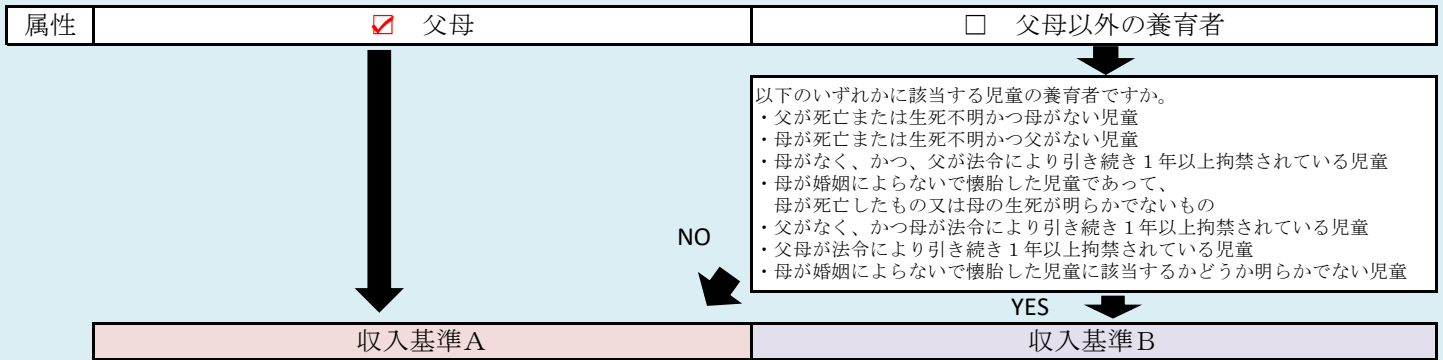 属性 ☑ 父母 □ 父母以外の養育者
以下のいずれかに該当する児童の養育者ですか。
・父が死亡または生死不明かつ母がない児童
・母が死亡または生死不明かつ父がない児童
・母がなく、かつ、父が法令により引き続き１年以上拘禁されている児童
・母が婚姻によらないで懐胎した児童であって、
母が死亡したもの又は母の生死が明らかでないもの
・父がなく、かつ母が法令により引き続き１年以上拘禁されている児童
・父母が法令により引き続き１年以上拘禁されている児童
・母が婚姻によらないで懐胎した児童に該当するかどうか明らかでない児童
NO
YES
収入基準Ａ 収入基準Ｂ